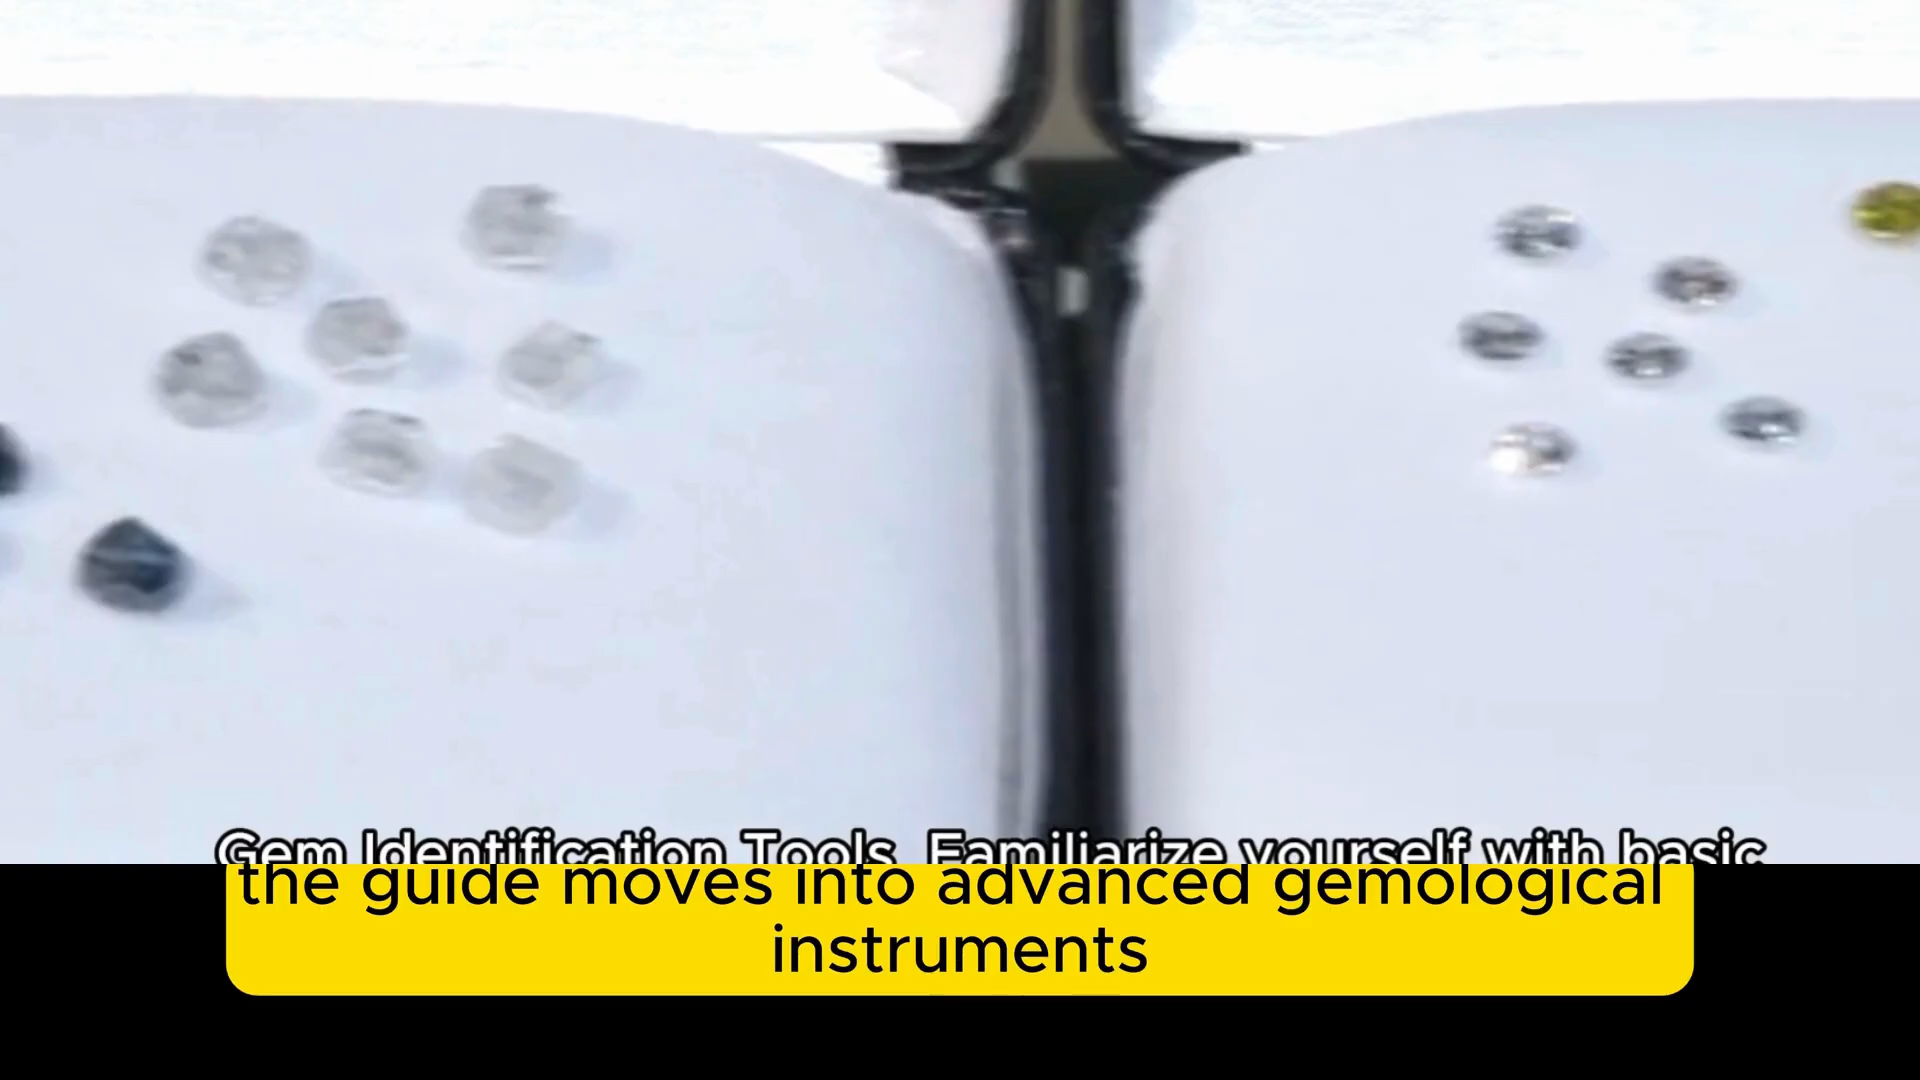 Gem Identification Tools. Familiarize yourself with basic
the guide moves into advanced gemological
instruments